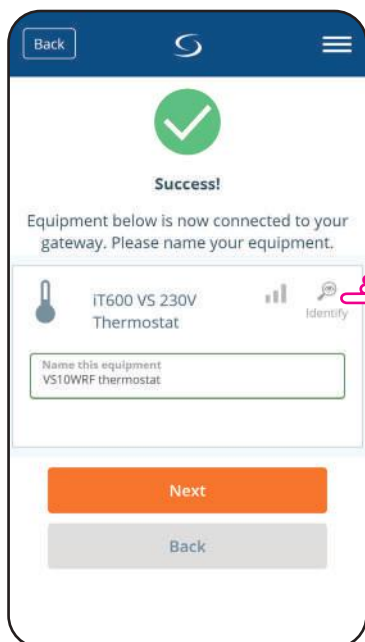 Back
Success!
Equipment below is now connected to your
gateway. Please name your equipment.
iT600 VS 230V
Thermostat
Identify
Name this equipment
VS10WRF thermostat
Next
Back